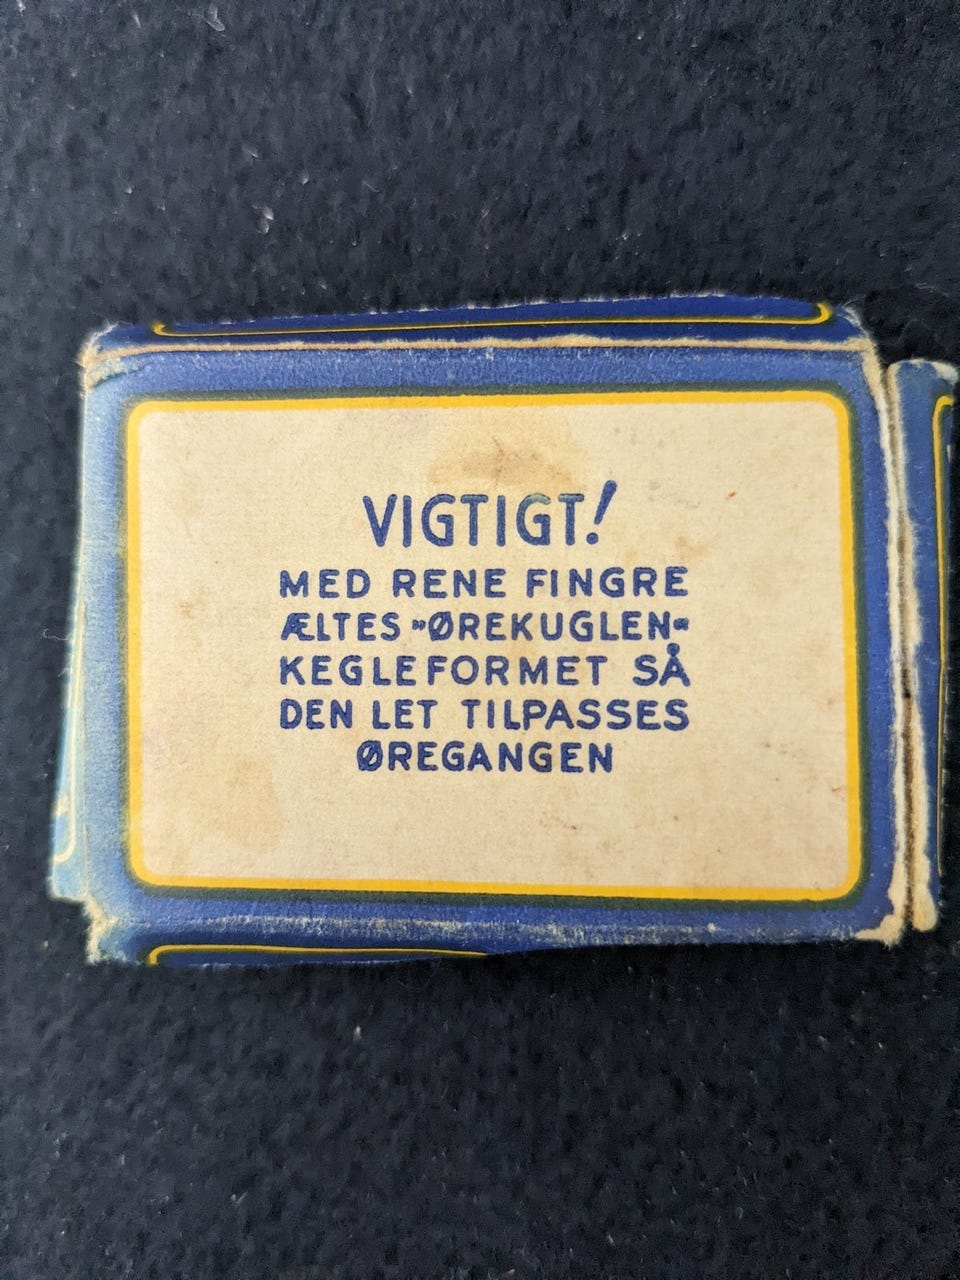 VIGTIGT!
MED RENE FINGRE
ÆLTES »ØREKUGLEN«
KEGLEFORMET SÅ
DEN LET TILPASSES
ØREGANGEN